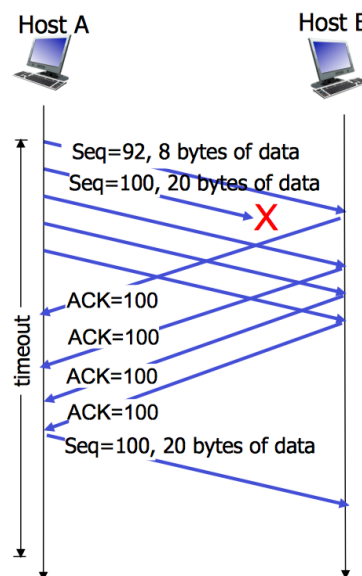 Host A
Host B
Seq=92, 8 bytes of data
Seq=100, 20 bytes of data
X
ACK=100
ACK=100
ACK=100
ACK=100
timeout
Seq=100, 20 bytes of data